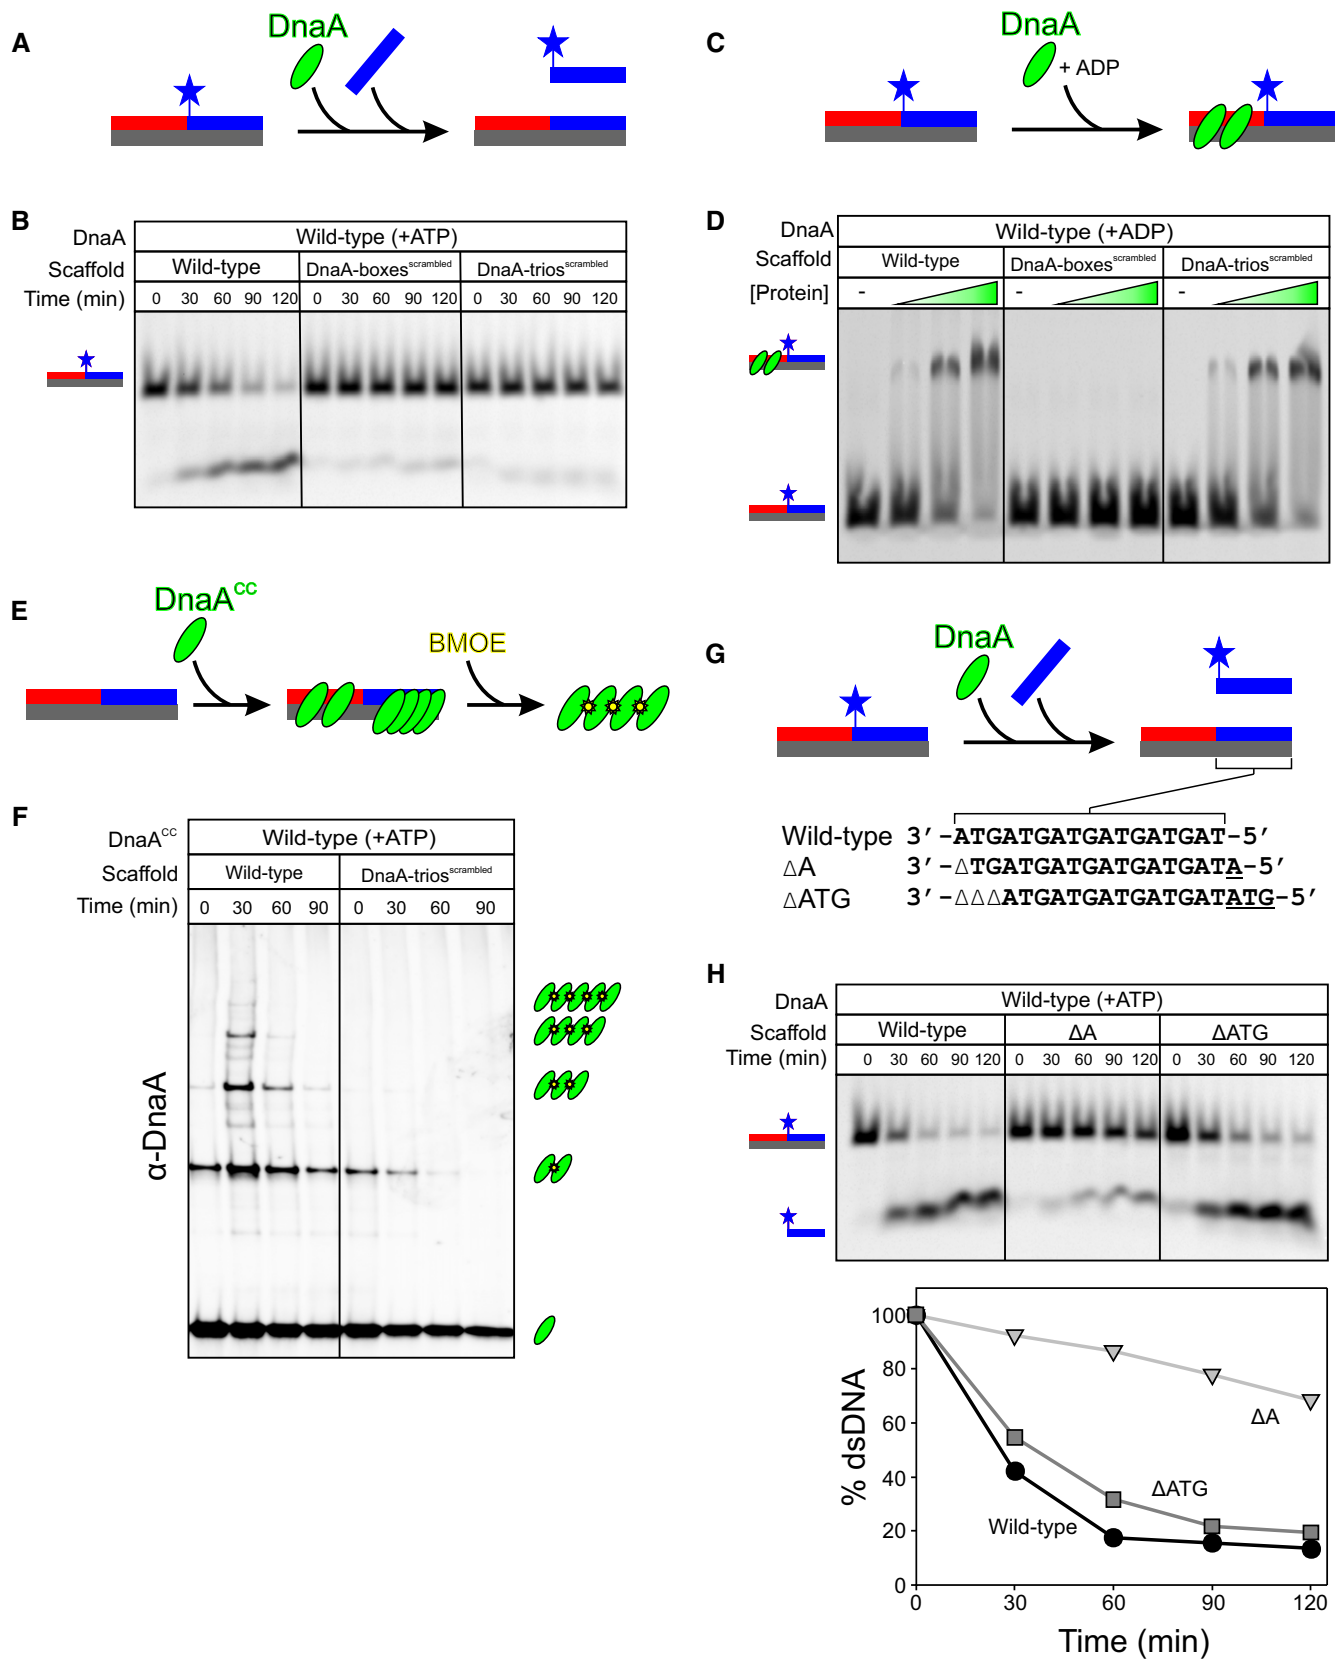 A
DnaA
B
DnaA
Wild-type (+ATP)
Scaffold
Wild-type
DnaA-boxes^scrambled
DnaA-trios^scrambled
Time (min)
0 30 60 90 120
0 30 60 90 120
0 30 60 90 120
C
DnaA
+ ADP
D
DnaA
Wild-type (+ADP)
Scaffold
Wild-type
DnaA-boxes^scrambled
DnaA-trios^scrambled
[Protein]
-
-
-
E
DnaA^CC
BMOE
F
DnaA^CC
Wild-type (+ATP)
Scaffold
Wild-type
DnaA-trios^scrambled
Time (min)
0 30 60 90
0 30 60 90
α-DnaA
G
DnaA
Wild-type 3′-ATGATGATGATGATGAT-5′
ΔA 3′-ΔTGATGATGATGATGATA-5′
ΔATG 3′-ΔΔΔATGATGATGATGATATG-5′
H
DnaA
Wild-type (+ATP)
Scaffold
Wild-type
ΔA
ΔATG
Time (min)
0 30 60 90 120
0 30 60 90 120
0 30 60 90 120
% dsDNA
100
80
60
40
20
0
ΔA
ΔATG
Wild-type
0 30 60 90 120
Time (min)